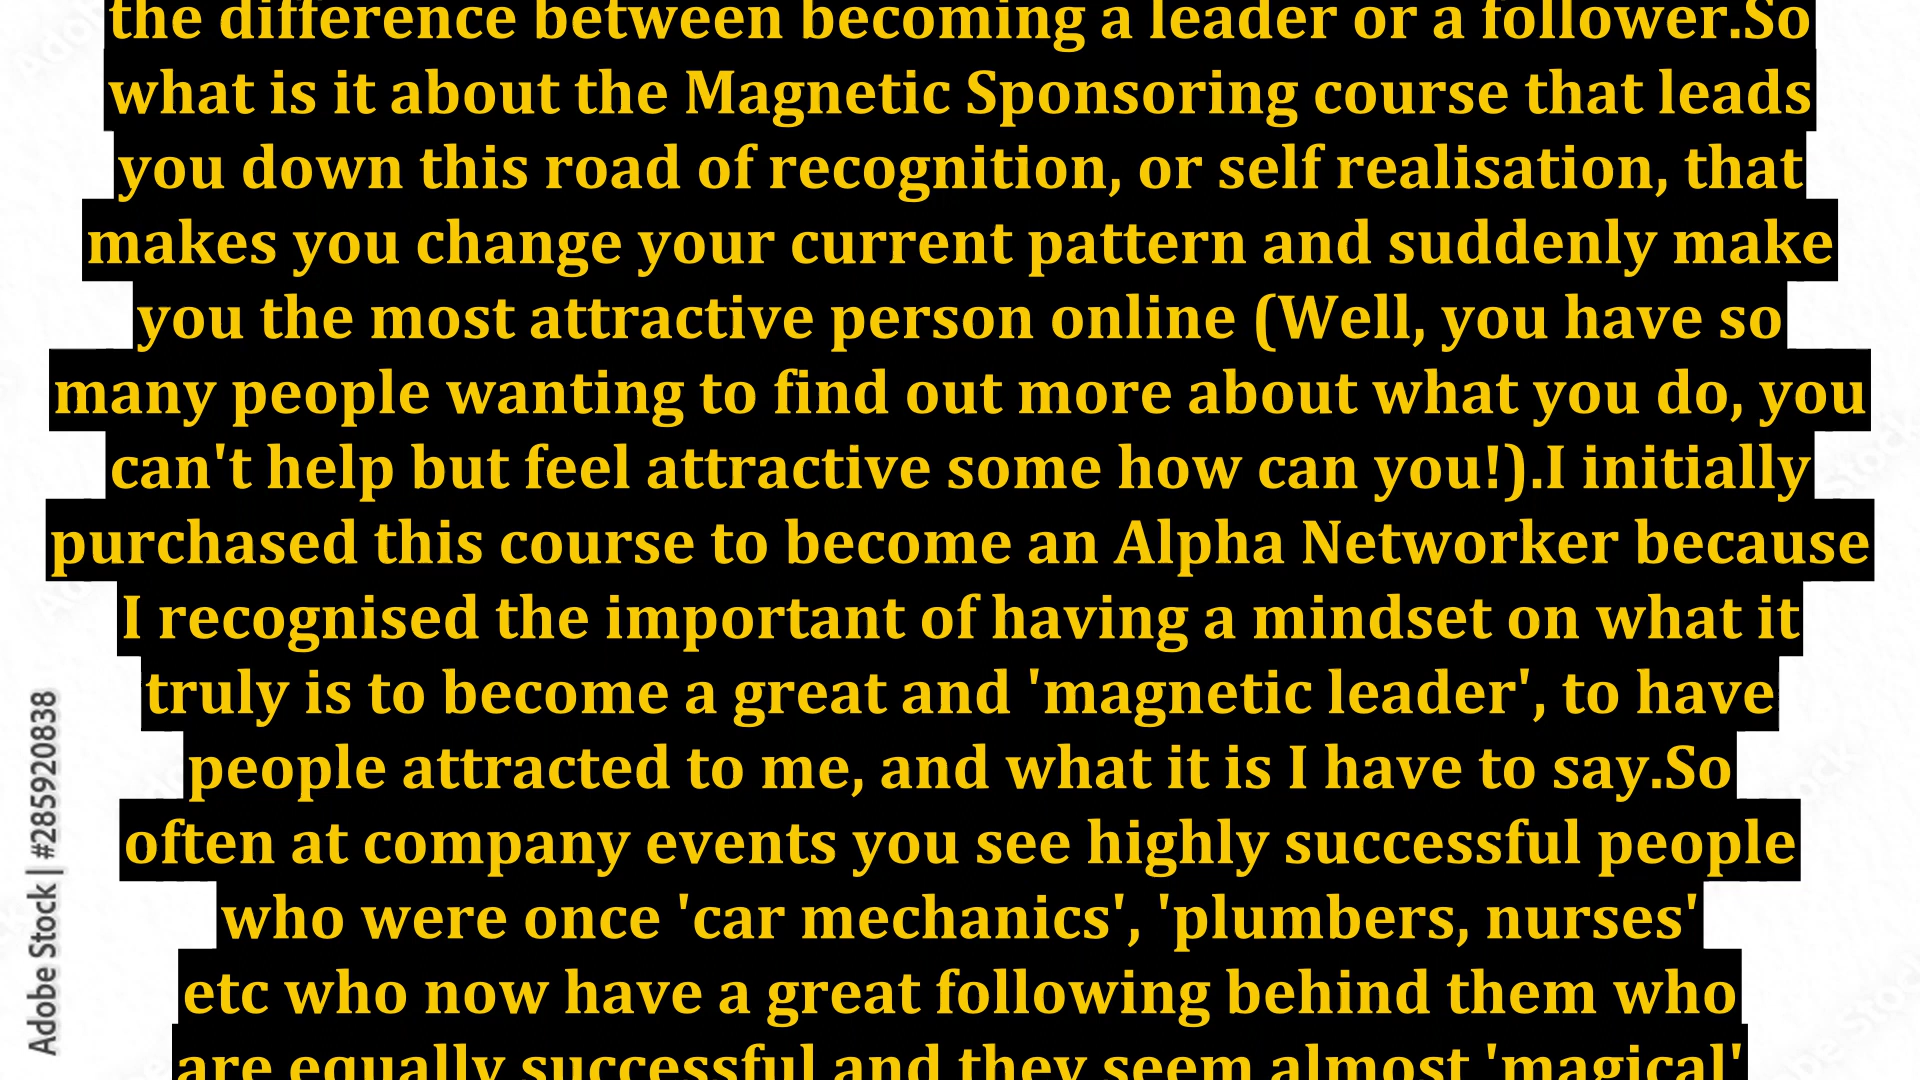 the difference between becoming a leader or a follower.So
what is it about the Magnetic Sponsoring course that leads
you down this road of recognition, or self realisation, that
makes you change your current pattern and suddenly make
you the most attractive person online (Well, you have so
many people wanting to find out more about what you do, you
can't help but feel attractive some how can you!).I initially
purchased this course to become an Alpha Networker because
I recognised the important of having a mindset on what it
truly is to become a great and 'magnetic leader', to have
people attracted to me, and what it is I have to say.So
often at company events you see highly successful people
who were once 'car mechanics', 'plumbers, nurses'
etc who now have a great following behind them who
are equally successful and they seem almost 'magical'
Adobe Stock | #285920838